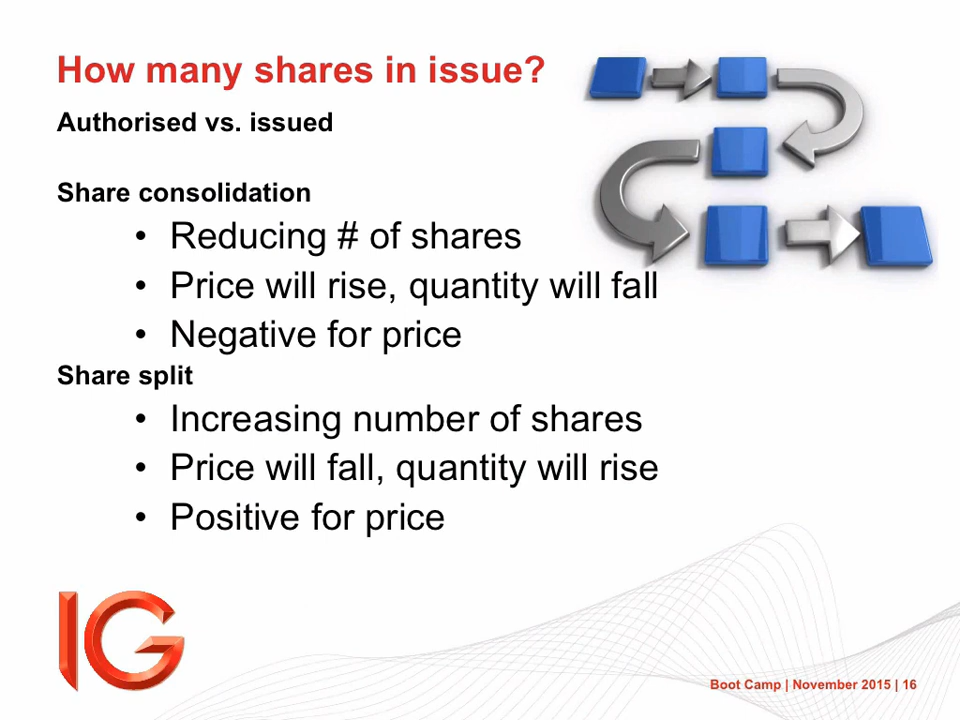 How many shares in issue?
Authorised vs. issued
Share consolidation
• Reducing # of shares
• Price will rise, quantity will fall
• Negative for price
Share split
• Increasing number of shares
• Price will fall, quantity will rise
• Positive for price
IG
Boot Camp | November 2015 | 16